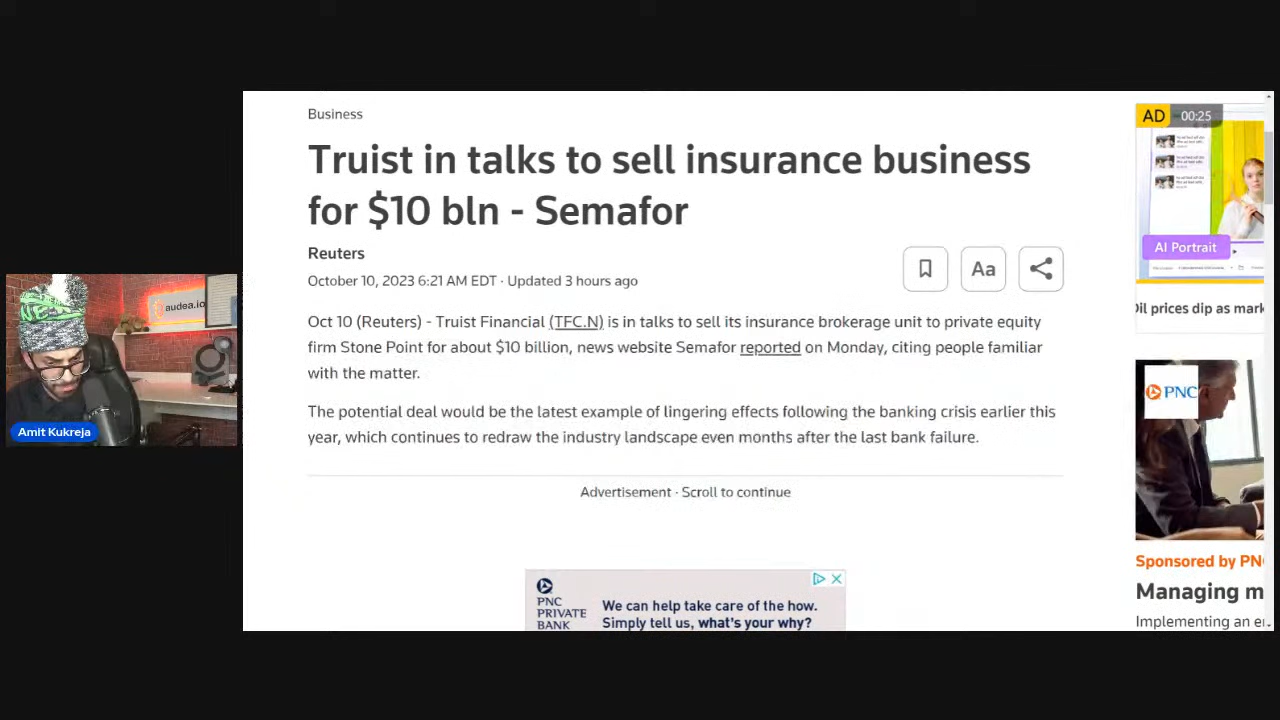 Business
Truist in talks to sell insurance business
for $10 bln - Semafor
Reuters
October 10, 2023 6:21 AM EDT · Updated 3 hours ago
Aa
Oct 10 (Reuters) - Truist Financial (TFC.N) is in talks to sell its insurance brokerage unit to private equity
firm Stone Point for about $10 billion, news website Semafor reported on Monday, citing people familiar
with the matter.
The potential deal would be the latest example of lingering effects following the banking crisis earlier this
year, which continues to redraw the industry landscape even months after the last bank failure.
Advertisement · Scroll to continue
PNC
PRIVATE
BANK
We can help take care of the how.
Simply tell us, what's your why?
AD 00:25
AI Portrait
Oil prices dip as mark
PNC
Sponsored by PN
Managing m
Implementing an e
audea.io
Amit Kukreja